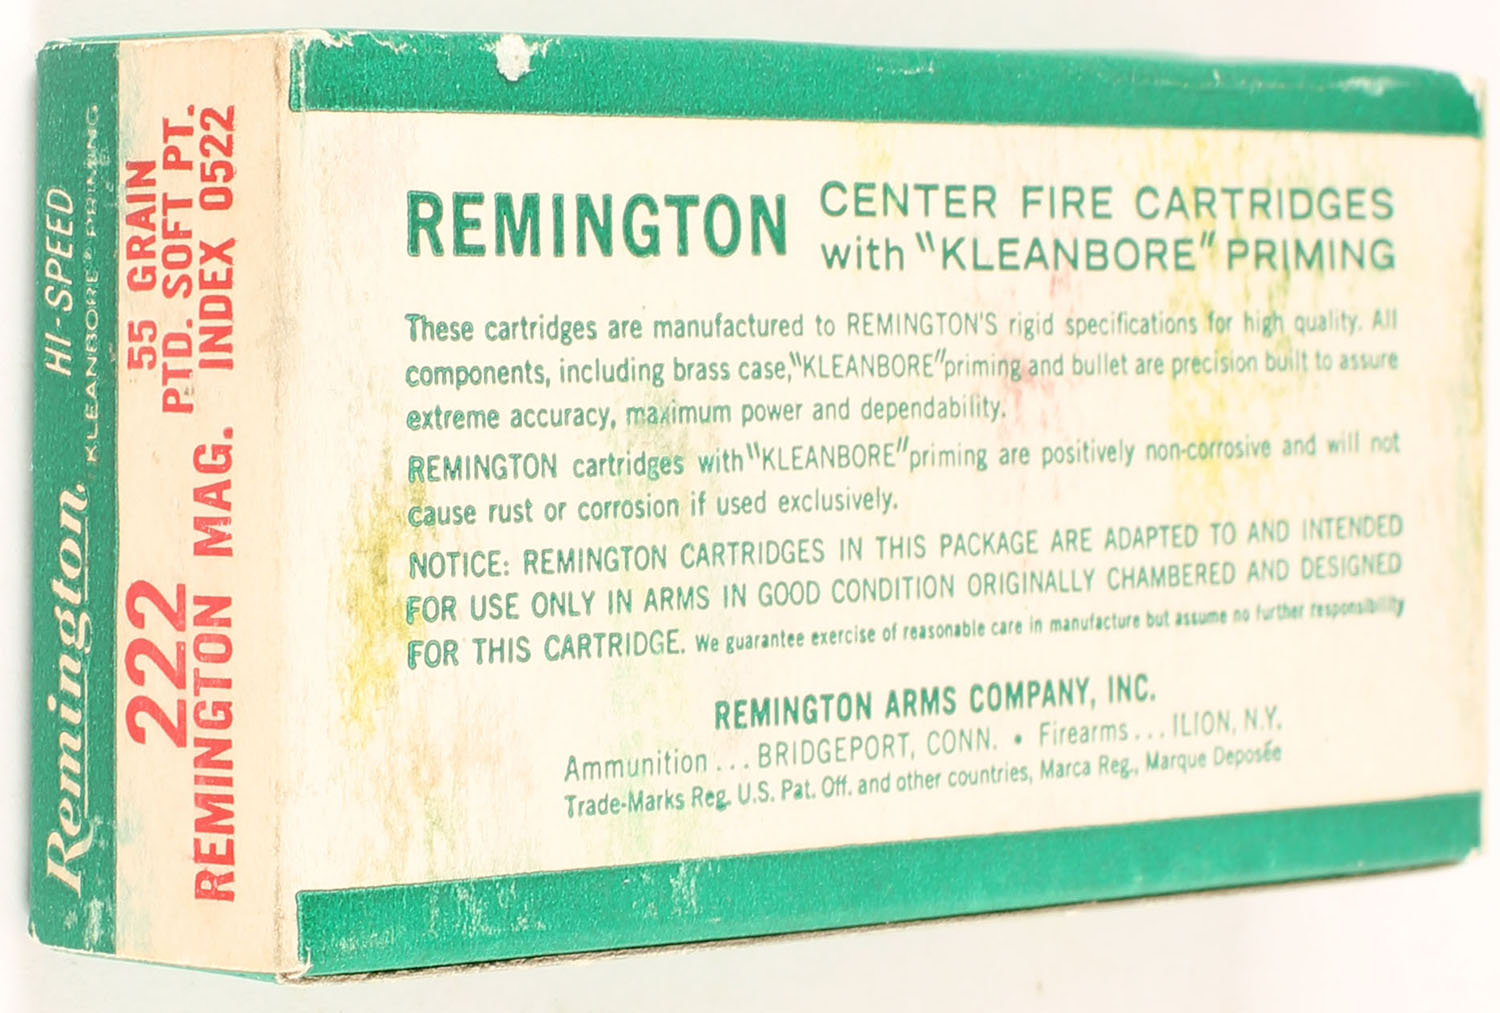 Remington. HI-SPEED
KLEANBORE® PRIMING
222 55 GRAIN
PTD. SOFT PT.
REMINGTON MAG. INDEX 0522
REMINGTON CENTER FIRE CARTRIDGES
with "KLEANBORE" PRIMING
These cartridges are manufactured to REMINGTON'S rigid specifications for high quality. All
components, including brass case, "KLEANBORE" priming and bullet are precision built to assure
extreme accuracy, maximum power and dependability.
REMINGTON cartridges with "KLEANBORE" priming are positively non-corrosive and will not
cause rust or corrosion if used exclusively.
NOTICE: REMINGTON CARTRIDGES IN THIS PACKAGE ARE ADAPTED TO AND INTENDED
FOR USE ONLY IN ARMS IN GOOD CONDITION ORIGINALLY CHAMBERED AND DESIGNED
FOR THIS CARTRIDGE. We guarantee exercise of reasonable care in manufacture but assume no further responsibility
REMINGTON ARMS COMPANY, INC.
Ammunition ... BRIDGEPORT, CONN. • Firearms ... ILION, N.Y.
Trade-Marks Reg. U.S. Pat. Off. and other countries, Marca Reg., Marque Deposée